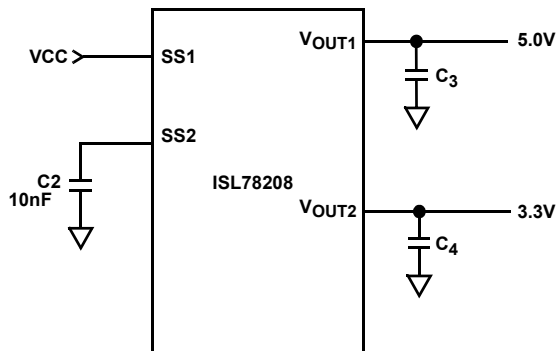 VCC
SS1
VOUT1
5.0V
C3
SS2
C2
10nF
ISL78208
VOUT2
3.3V
C4